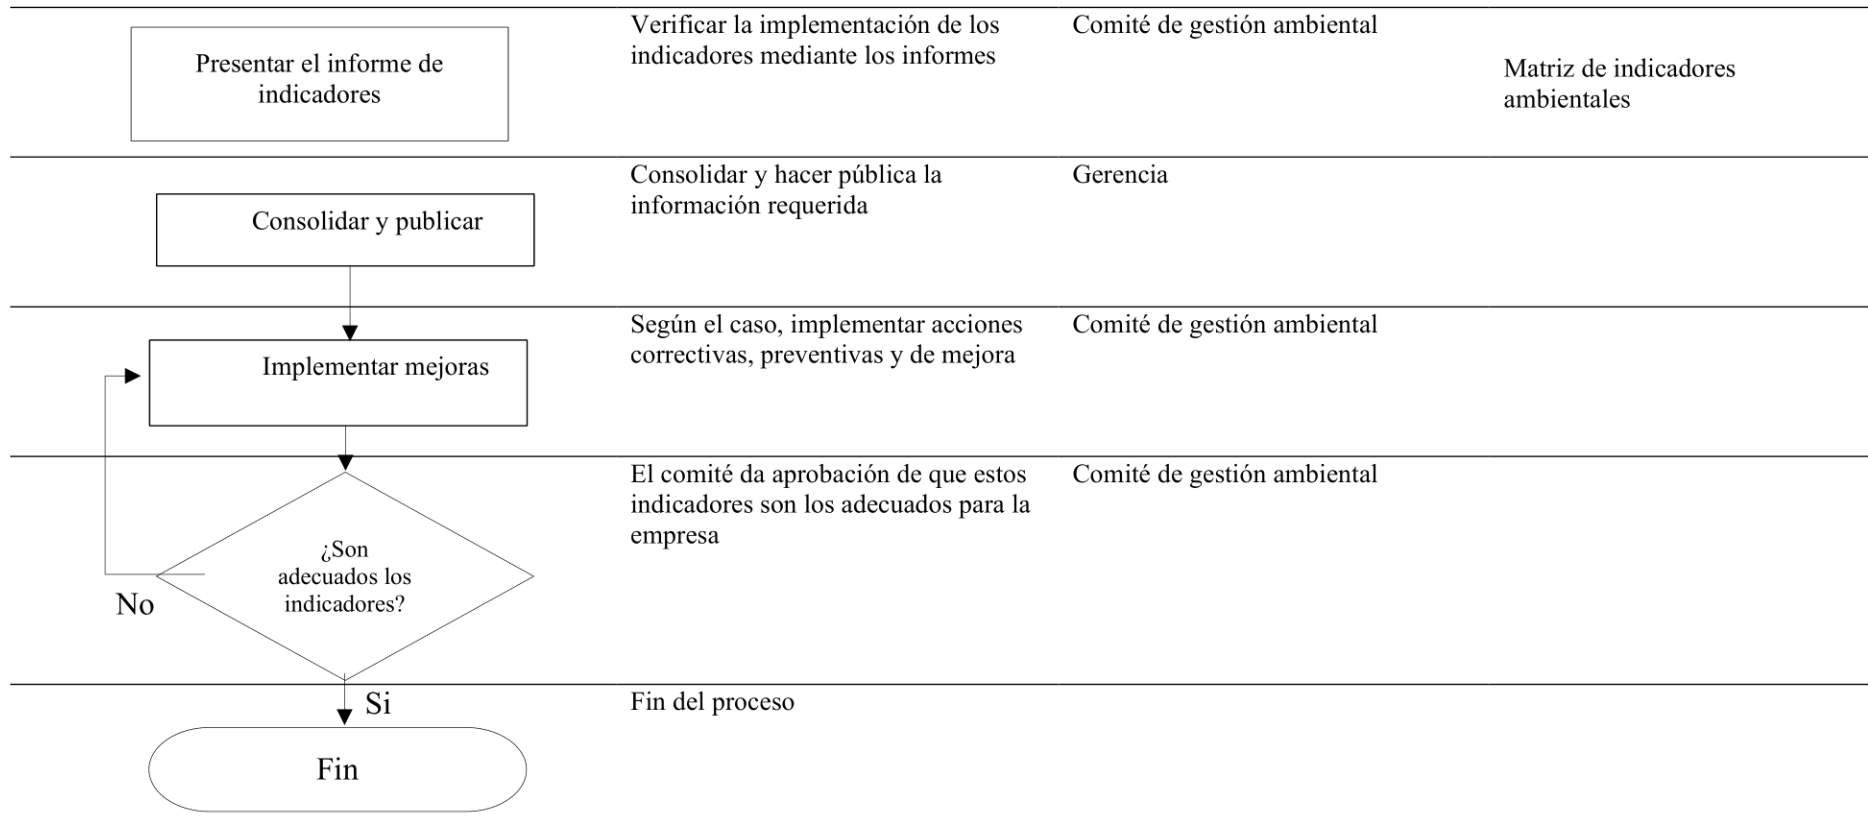 Presentar el informe de
indicadores
Verificar la implementación de los
indicadores mediante los informes
Comité de gestión ambiental
Matriz de indicadores
ambientales
Consolidar y publicar
Consolidar y hacer pública la
información requerida
Gerencia
Implementar mejoras
Según el caso, implementar acciones
correctivas, preventivas y de mejora
Comité de gestión ambiental
¿Son
adecuados los
indicadores?
No
El comité da aprobación de que estos
indicadores son los adecuados para la
empresa
Comité de gestión ambiental
Si
Fin del proceso
Fin